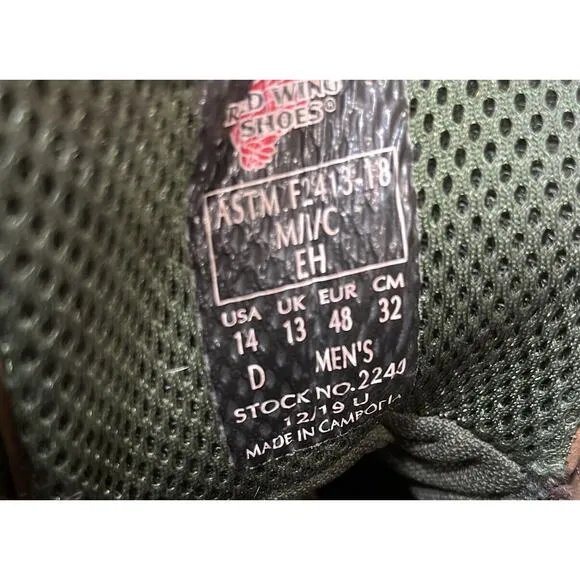 RED WING
SHOES®
ASTM F2413-18
M/I/C
EH
USA UK EUR CM
14 13 48 32
D MEN'S
STOCK NO.2244
12/19 U
MADE IN CAMBODIA